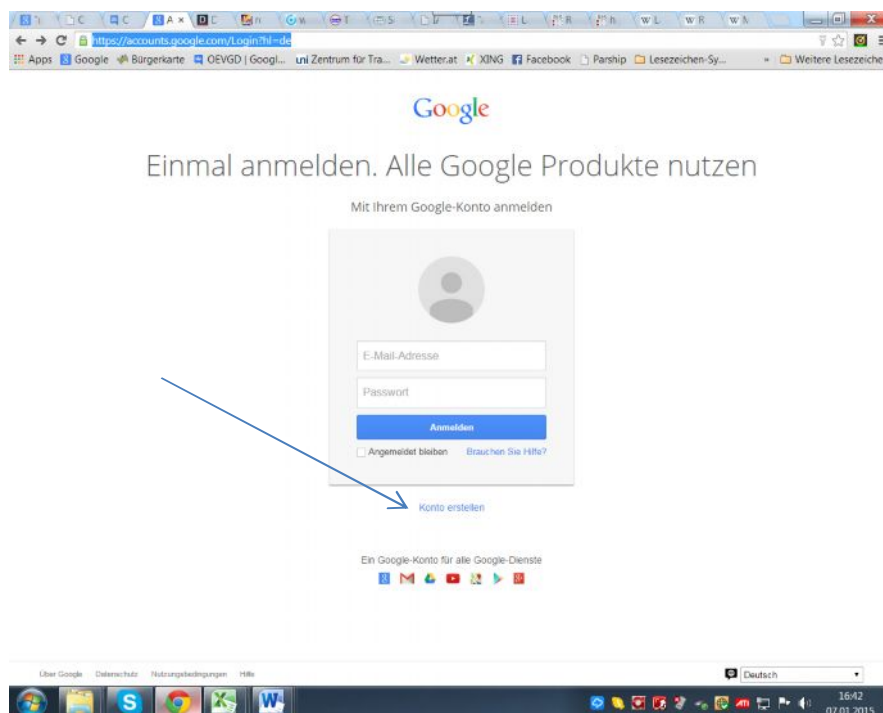 https://accounts.google.com/Login?hl=de
Apps Google Bürgerkarte OEVGD | Googl... uni Zentrum für Tra... Wetter.at XING Facebook Parship Lesezeichen-Sy... » Weitere Lesezeiche
Google
Einmal anmelden. Alle Google Produkte nutzen
Mit Ihrem Google-Konto anmelden
E-Mail-Adresse
Passwort
Anmelden
Angemeldet bleiben Brauchen Sie Hilfe?
Konto erstellen
Ein Google-Konto für alle Google-Dienste
Über Google Datenschutz Nutzungsbedingungen Hilfe Deutsch
16:42
07.01.2015